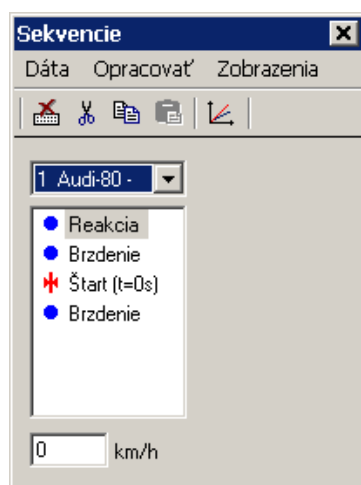 Sekvencie
Dáta Opracovať Zobrazenia
1 Audi-80 -
Reakcia
Brzdenie
Štart (t=0s)
Brzdenie
0 km/h